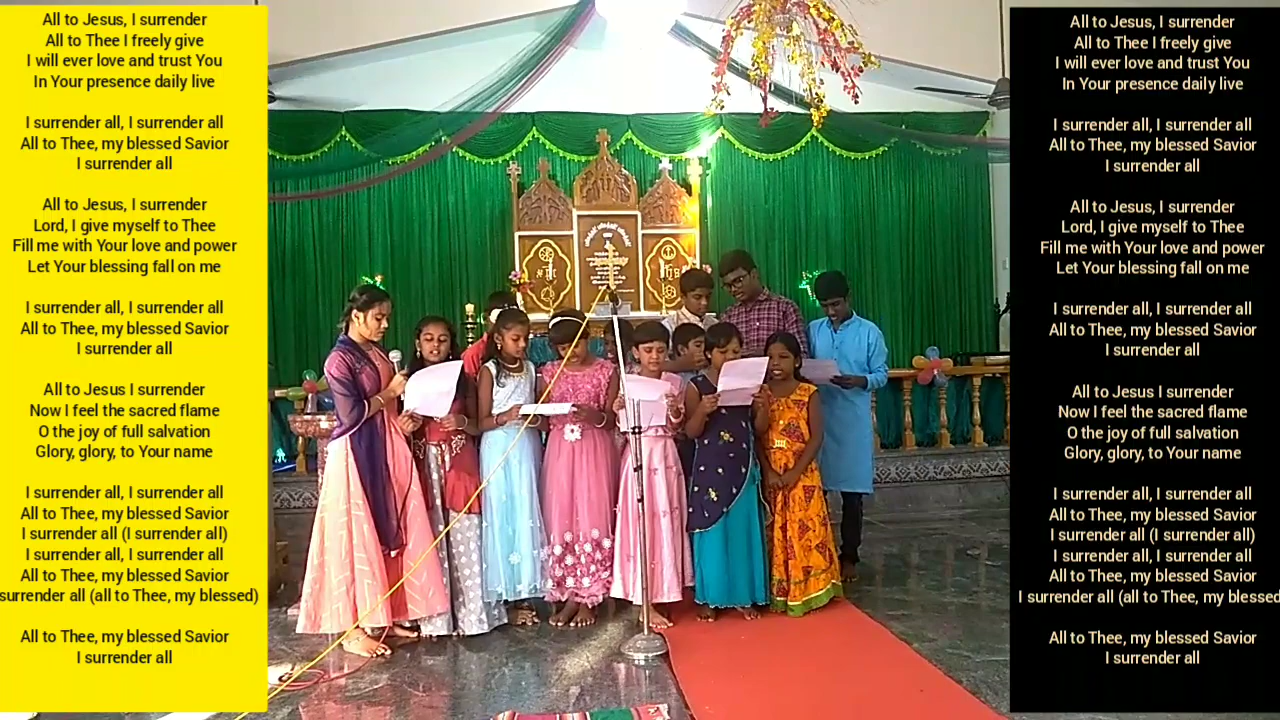 All to Jesus, I surrender
All to Thee I freely give
I will ever love and trust You
In Your presence daily live
I surrender all, I surrender all
All to Thee, my blessed Savior
I surrender all
All to Jesus, I surrender
Lord, I give myself to Thee
Fill me with Your love and power
Let Your blessing fall on me
I surrender all, I surrender all
All to Thee, my blessed Savior
I surrender all
All to Jesus I surrender
Now I feel the sacred flame
O the joy of full salvation
Glory, glory, to Your name
I surrender all, I surrender all
All to Thee, my blessed Savior
I surrender all (I surrender all)
I surrender all, I surrender all
All to Thee, my blessed Savior
surrender all (all to Thee, my blessed)
All to Thee, my blessed Savior
I surrender all
All to Jesus, I surrender
All to Thee I freely give
I will ever love and trust You
In Your presence daily live
I surrender all, I surrender all
All to Thee, my blessed Savior
I surrender all
All to Jesus, I surrender
Lord, I give myself to Thee
Fill me with Your love and power
Let Your blessing fall on me
I surrender all, I surrender all
All to Thee, my blessed Savior
I surrender all
All to Jesus I surrender
Now I feel the sacred flame
O the joy of full salvation
Glory, glory, to Your name
I surrender all, I surrender all
All to Thee, my blessed Savior
I surrender all (I surrender all)
I surrender all, I surrender all
All to Thee, my blessed Savior
I surrender all (all to Thee, my blessed
All to Thee, my blessed Savior
I surrender all